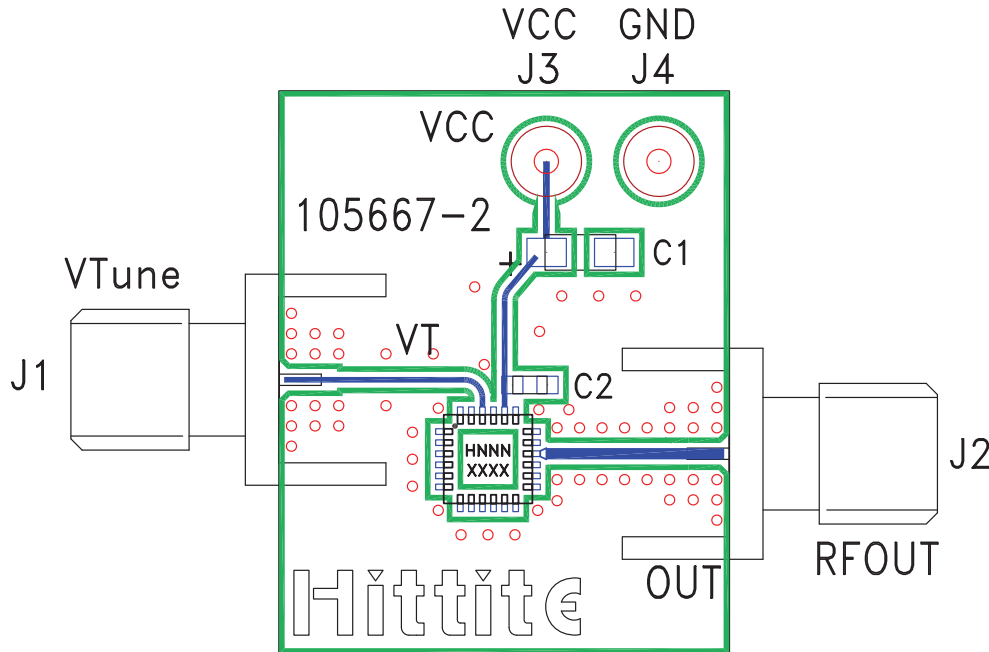 VCC GND
J3 J4
VCC
105667-2
C1
VTune
VT
J1
C2
HNNN
XXXX
J2
OUT
RFOUT
Hittite